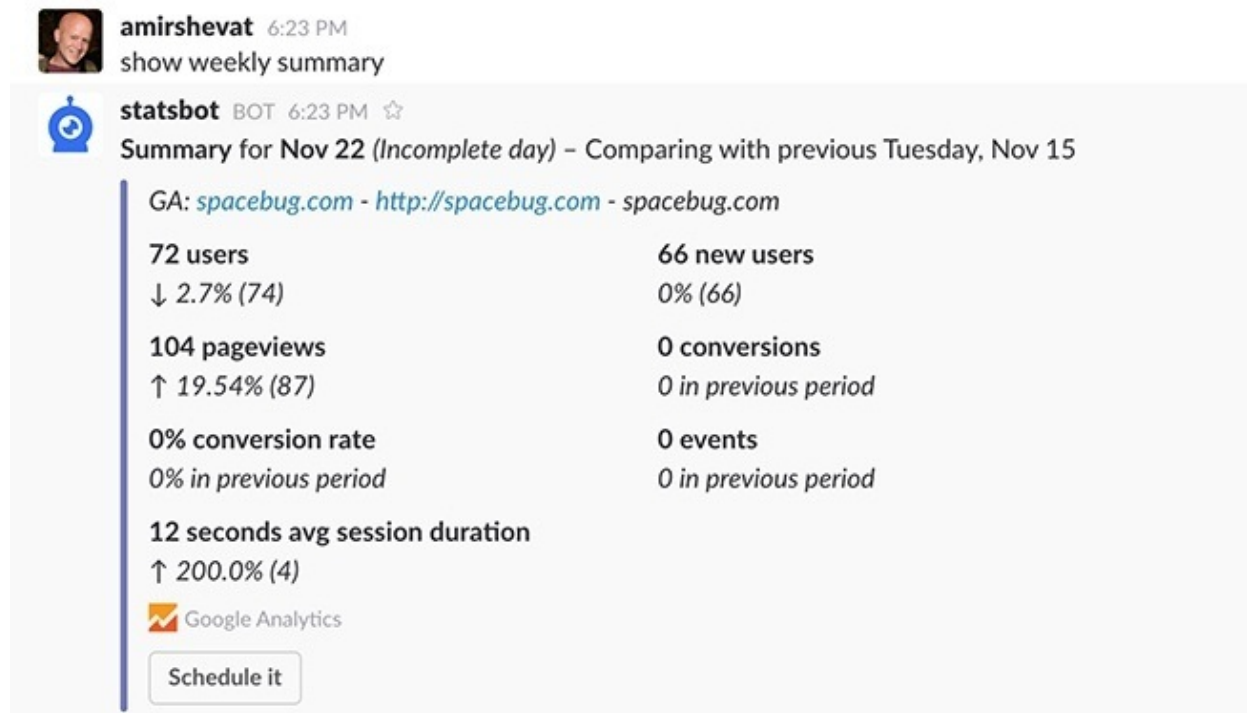 amirshevat 6:23 PM
show weekly summary
statsbot BOT 6:23 PM ☆
Summary for Nov 22 (Incomplete day) – Comparing with previous Tuesday, Nov 15
GA: spacebug.com - http://spacebug.com - spacebug.com
72 users
↓ 2.7% (74)
66 new users
0% (66)
104 pageviews
↑ 19.54% (87)
0 conversions
0 in previous period
0% conversion rate
0% in previous period
0 events
0 in previous period
12 seconds avg session duration
↑ 200.0% (4)
Google Analytics
Schedule it